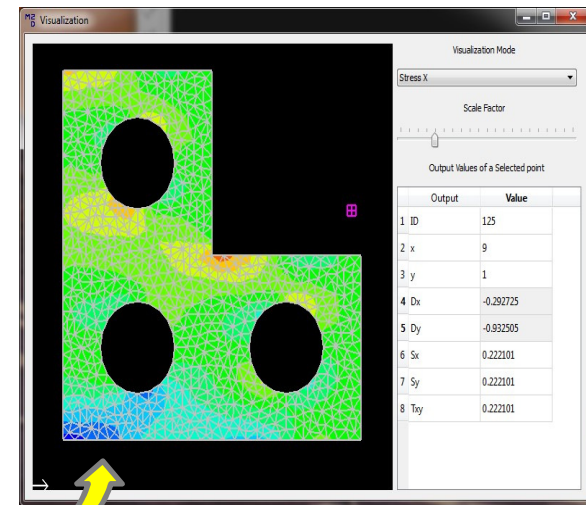 Visualization
Visualization Mode
Stress X
Scale Factor
Output Values of a Selected point
Output Value
1 ID 125
2 x 9
3 y 1
4 Dx -0.292725
5 Dy -0.932505
6 Sx 0.222101
7 Sy 0.222101
8 Txy 0.222101